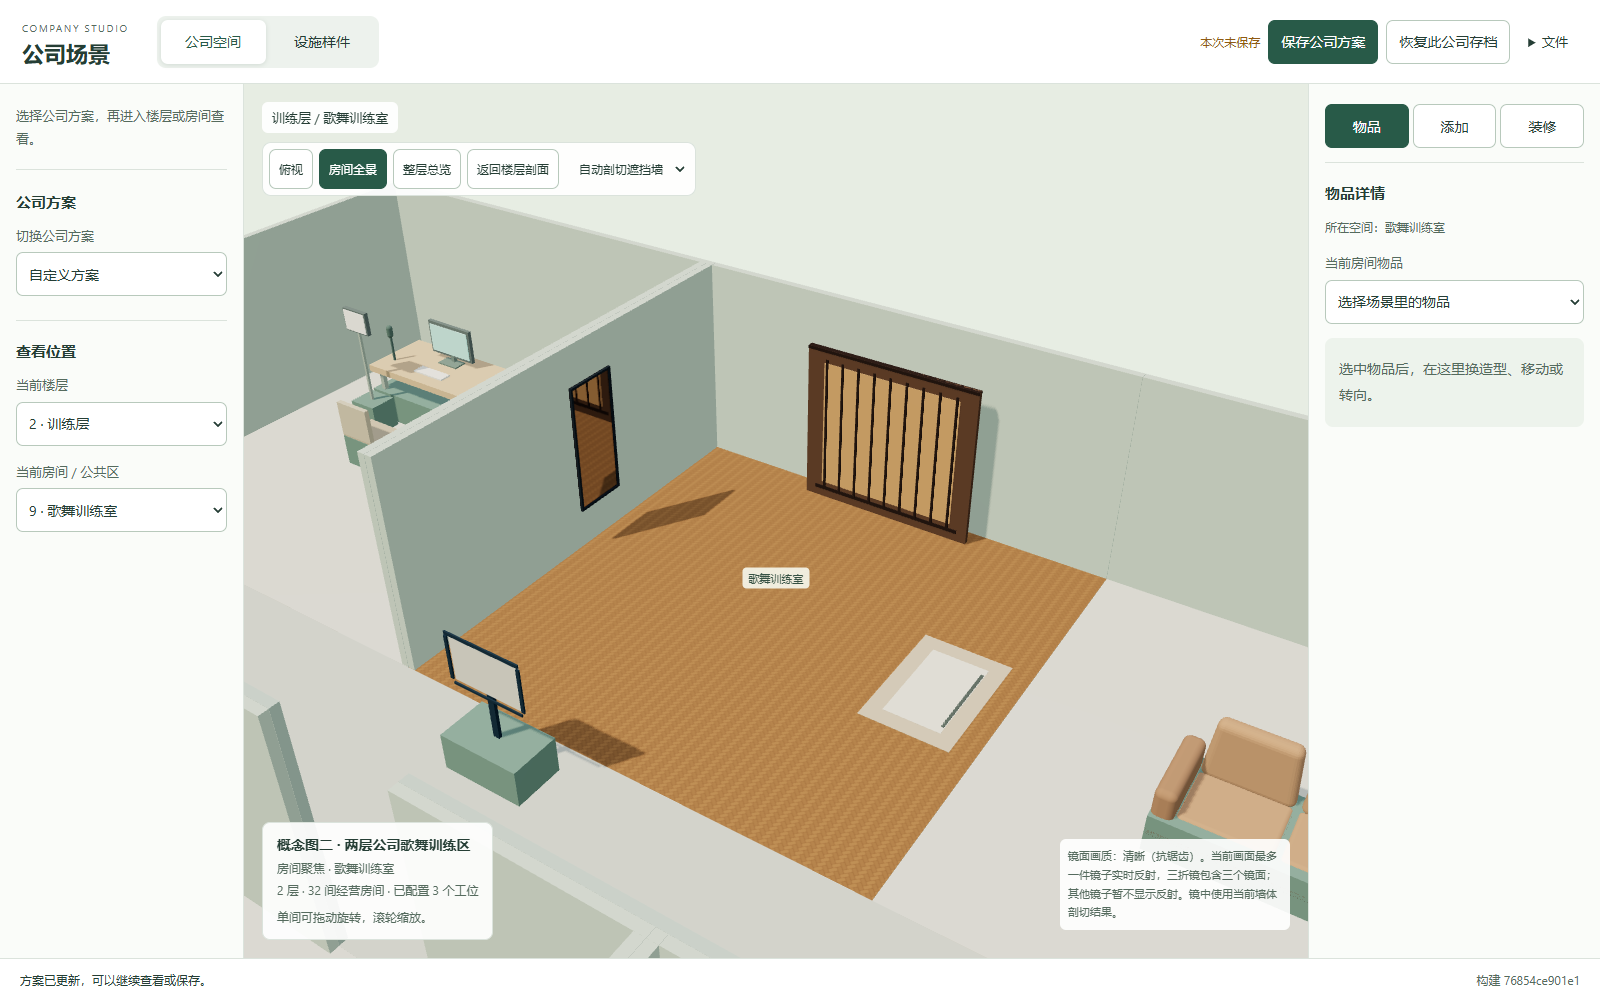 COMPANY STUDIO
公司场景
公司空间
设施样件
本次未保存
保存公司方案
恢复此公司存档
▶ 文件
选择公司方案，再进入楼层或房间查
看。
公司方案
切换公司方案
自定义方案
查看位置
当前楼层
2 · 训练层
当前房间 / 公共区
9 · 歌舞训练室
训练层 / 歌舞训练室
俯视
房间全景
整层总览
返回楼层剖面
自动剖切遮挡墙
歌舞训练室
概念图二 · 两层公司歌舞训练区
房间聚焦 · 歌舞训练室
2 层 · 32 间经营房间 · 已配置 3 个工位
单间可拖动旋转，滚轮缩放。
镜面画质：清晰（抗锯齿）。当前画面最多
一件镜子实时反射，三折镜包含三个镜面；
其他镜子暂不显示反射。镜中使用当前墙体
剖切结果。
物品
添加
装修
物品详情
所在空间：歌舞训练室
当前房间物品
选择场景里的物品
选中物品后，在这里换造型、移动或
转向。
方案已更新，可以继续查看或保存。
构建 76854ce901e1